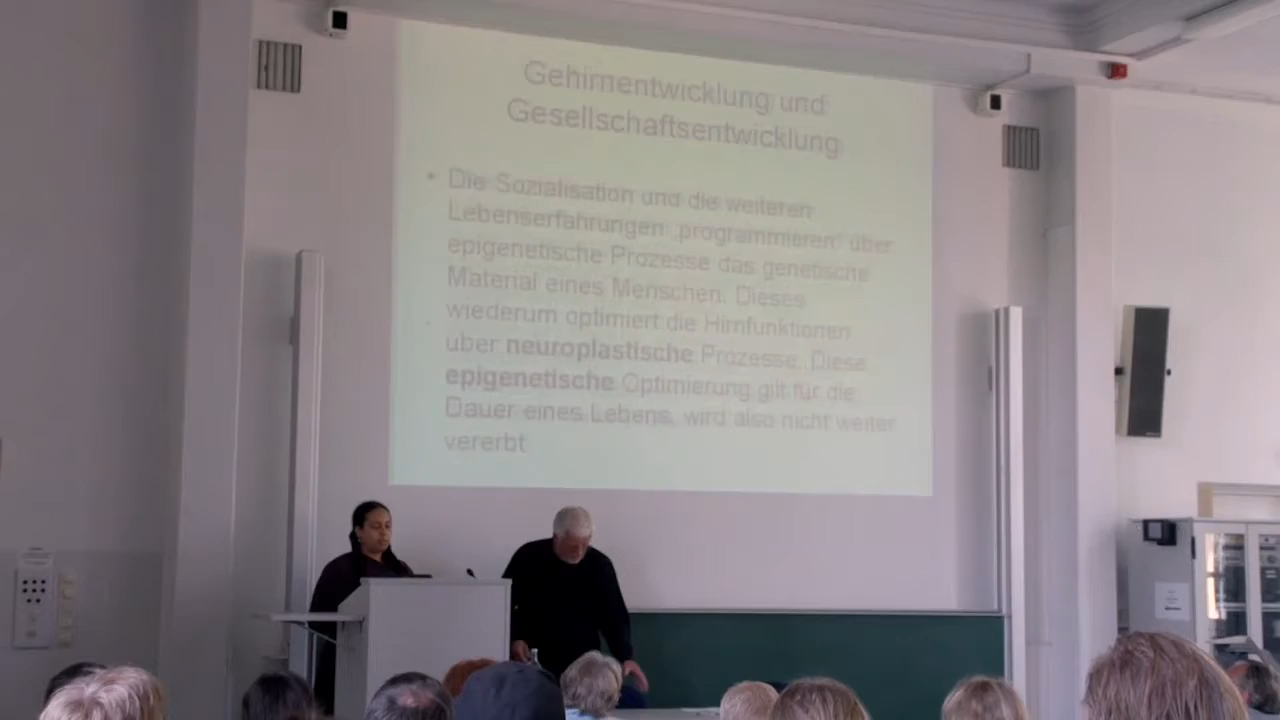 Gehirnentwicklung und
Gesellschaftsentwicklung
• Die Sozialisation und die weiteren
Lebenserfahrungen „programmieren“ über
epigenetische Prozesse das genetische
Material eines Menschen. Dieses
wiederum optimiert die Hirnfunktionen
über neuroplastische Prozesse. Diese
epigenetische Optimierung gilt für die
Dauer eines Lebens, wird also nicht weiter
vererbt